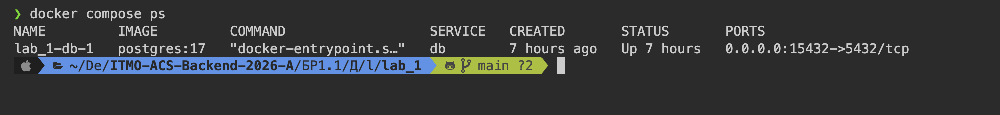 ❯ docker compose ps
NAME IMAGE COMMAND SERVICE CREATED STATUS PORTS
lab_1-db-1 postgres:17 "docker-entrypoint.s…" db 7 hours ago Up 7 hours 0.0.0.0:15432->5432/tcp
~/De/ITMO-ACS-Backend-2026-A/БР1.1/Д/l/lab_1 main ?2